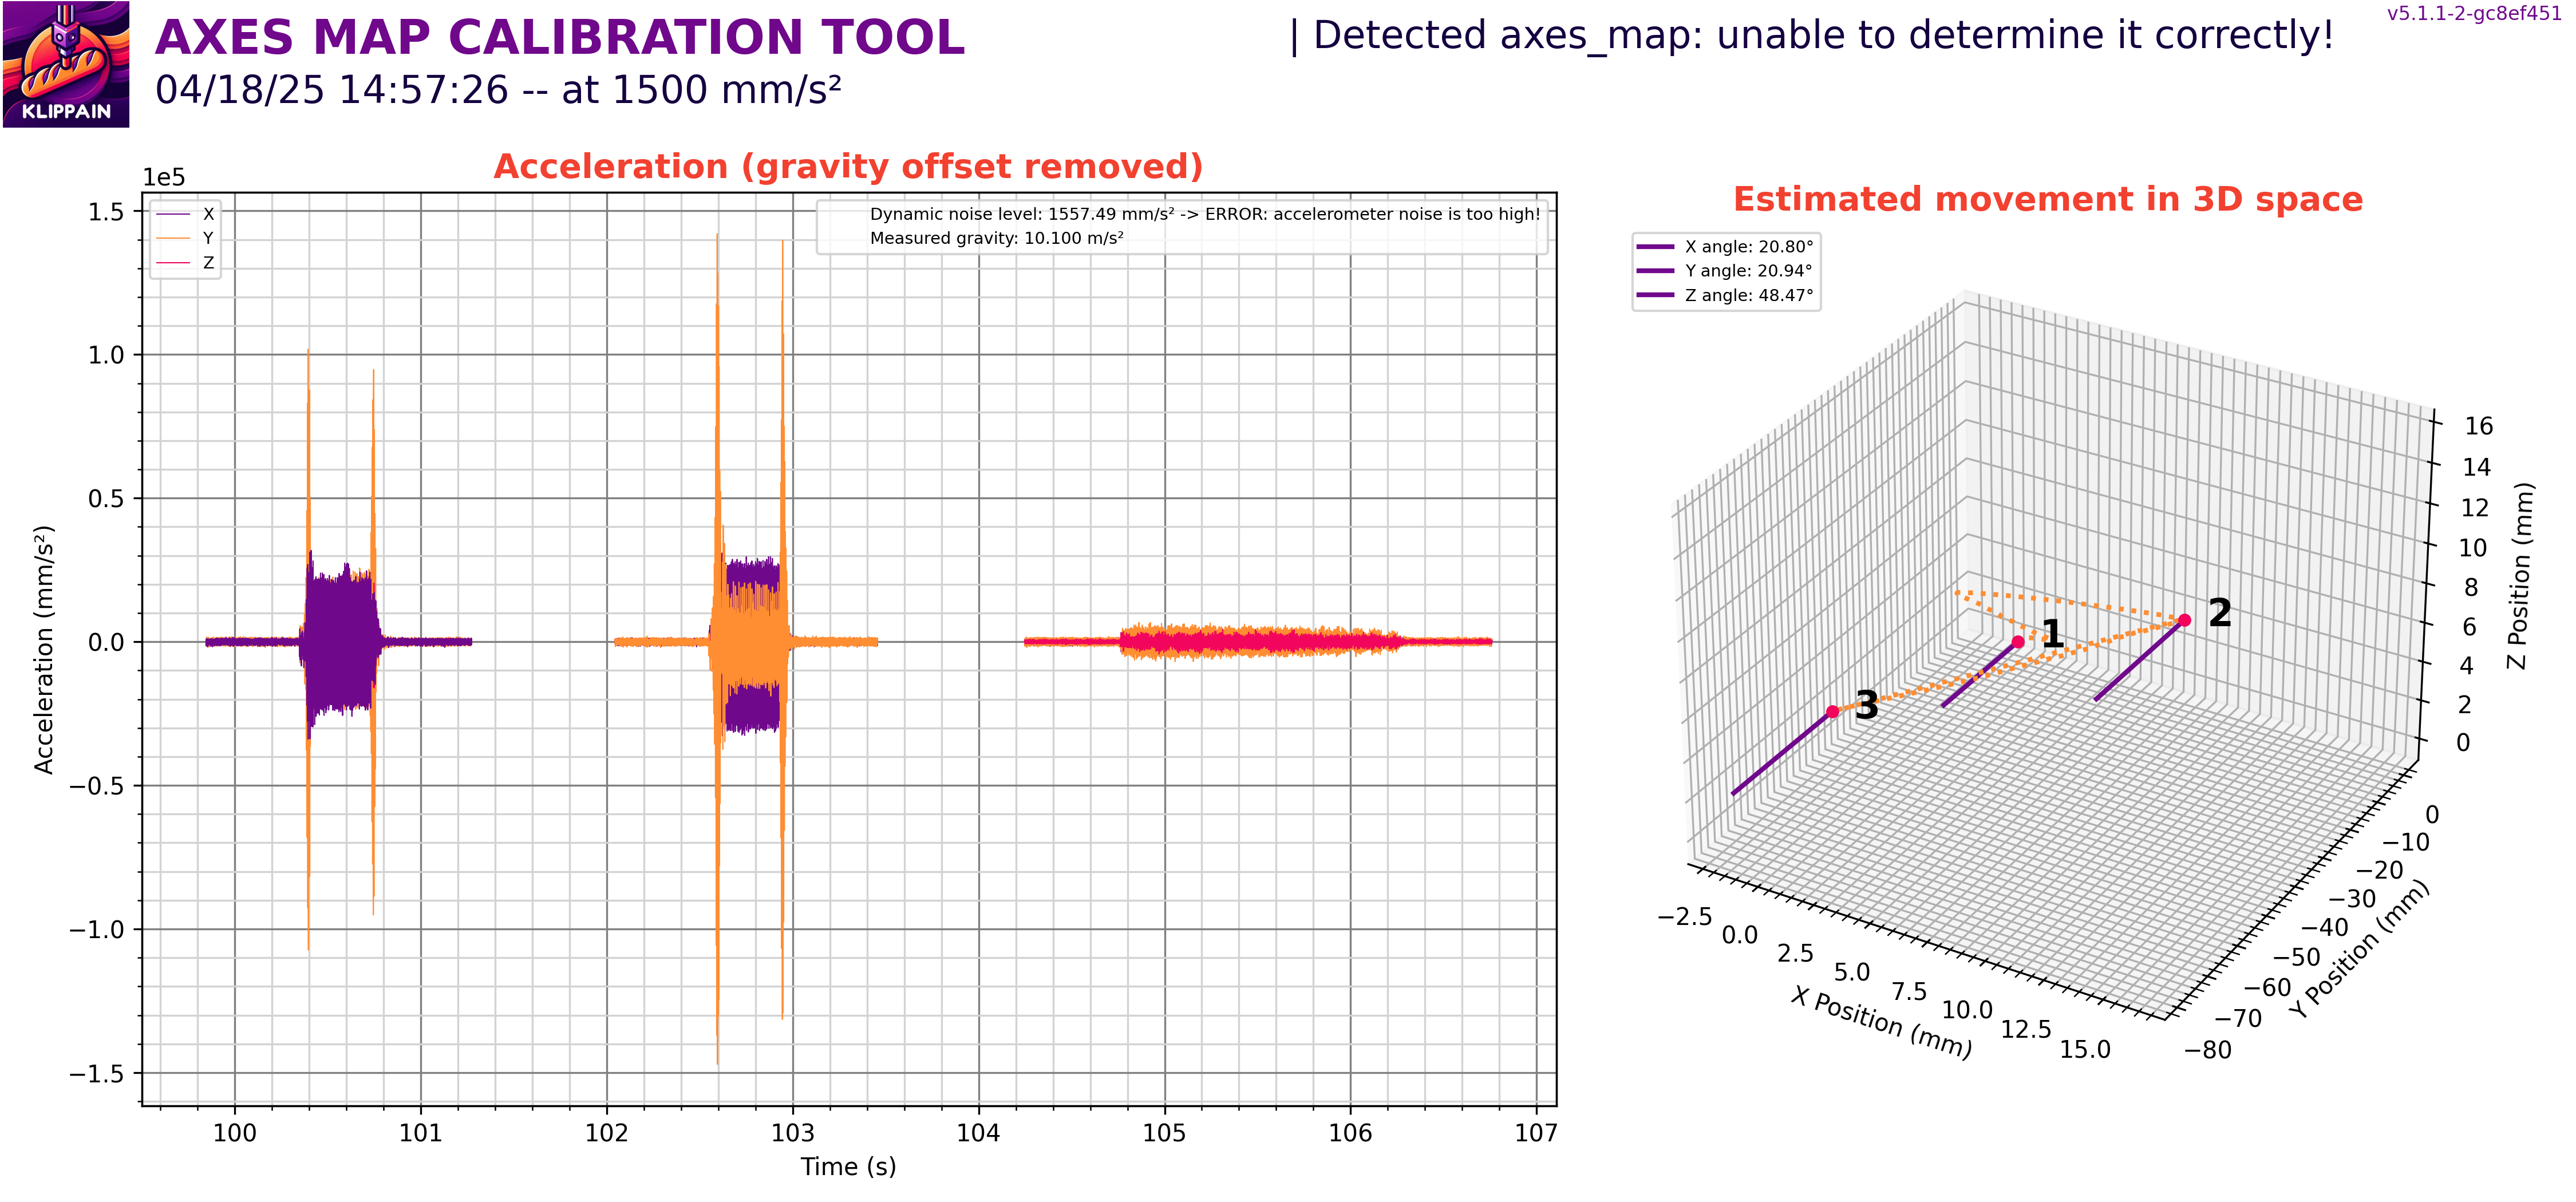 KLIPPAIN
AXES MAP CALIBRATION TOOL
04/18/25 14:57:26 -- at 1500 mm/s²
| Detected axes_map: unable to determine it correctly!
v5.1.1-2-gc8ef451
Acceleration (gravity offset removed)
1e5
X
Y
Z
Dynamic noise level: 1557.49 mm/s² -> ERROR: accelerometer noise is too high!
Measured gravity: 10.100 m/s²
1.5
1.0
0.5
0.0
−0.5
−1.0
−1.5
Acceleration (mm/s²)
100 101 102 103 104 105 106 107
Time (s)
Estimated movement in 3D space
X angle: 20.80°
Y angle: 20.94°
Z angle: 48.47°
1
2
3
16
14
12
10
8
6
4
2
0
Z Position (mm)
0
−10
−20
−30
−40
−50
−60
−70
−80
Y Position (mm)
−2.5
0.0
2.5
5.0
7.5
10.0
12.5
15.0
X Position (mm)